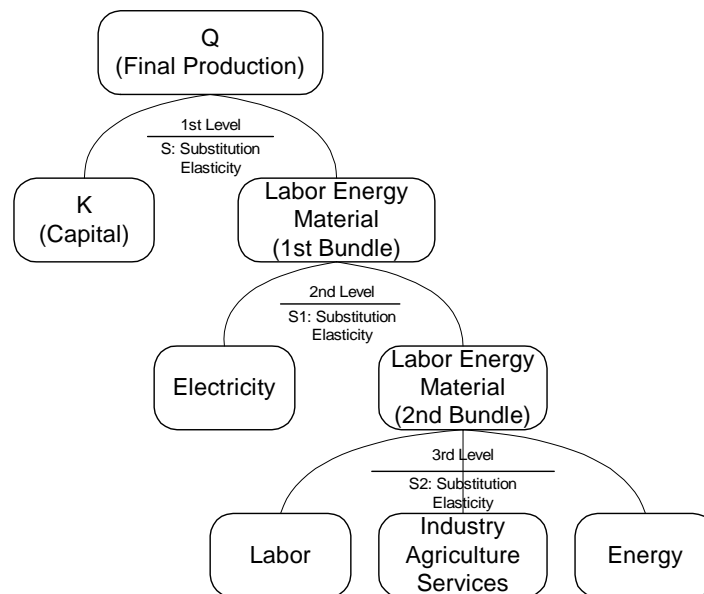 Q
(Final Production)
1st Level
S: Substitution
Elasticity
K
(Capital)
Labor Energy
Material
(1st Bundle)
2nd Level
S1: Substitution
Elasticity
Electricity
Labor Energy
Material
(2nd Bundle)
3rd Level
S2: Substitution
Elasticity
Labor
Industry
Agriculture
Services
Energy